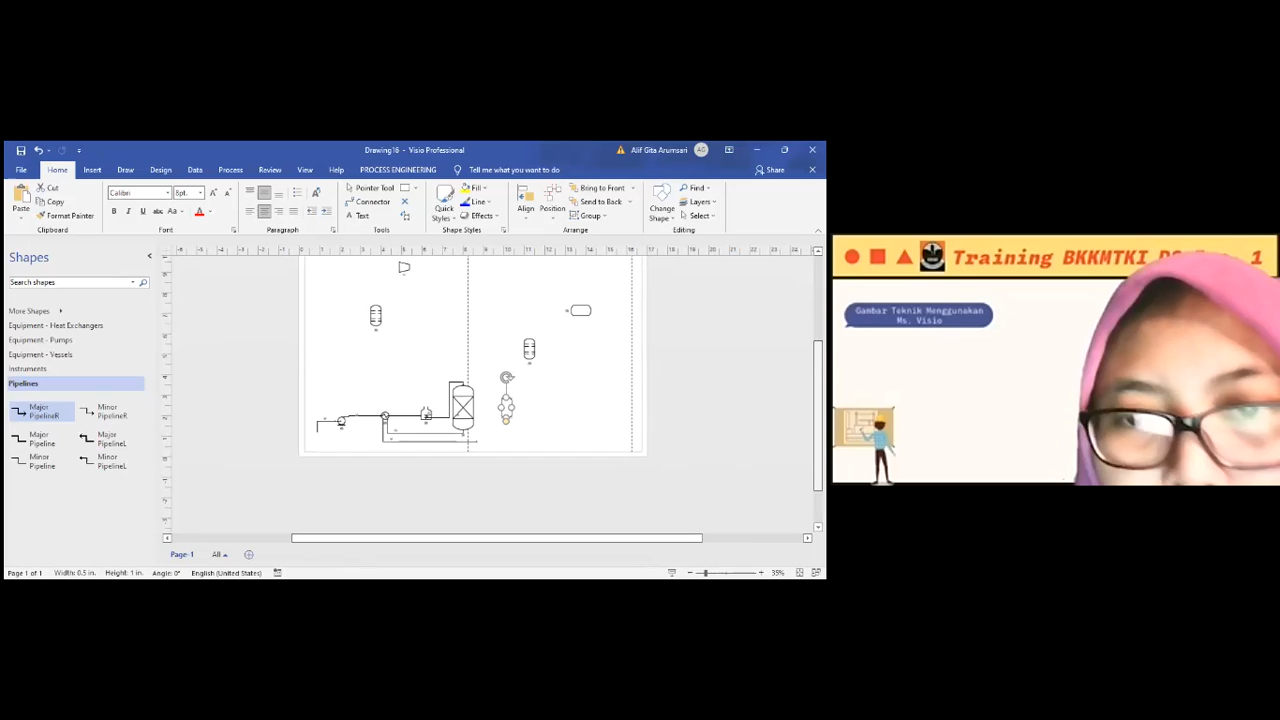 Drawing16 - Visio Professional
Alif Gita Arumsari
AG
File Home Insert Draw Design Data Process Review View Help PROCESS ENGINEERING Tell me what you want to do Share
Paste Cut Copy Format Painter
Clipboard
Calibri 8pt.
B I U abc Aa A
Font
Paragraph
Pointer Tool
Connector
Text
Tools
Quick Styles
Fill
Line
Effects
Shape Styles
Align Position
Bring to Front
Send to Back
Group
Arrange
Change Shape
Find
Layers
Select
Editing
Shapes
Search shapes
More Shapes
Equipment - Heat Exchangers
Equipment - Pumps
Equipment - Vessels
Instruments
Pipelines
Major PipelineR
Minor PipelineR
Major Pipeline
Major PipelineL
Minor Pipeline
Minor PipelineL
Page-1 All
Page 1 of 1 Width: 0.5 in. Height: 1 in. Angle: 0° English (United States)
35%
Training BKKMTKI 1
Gambar Teknik Menggunakan
Ms. Visio